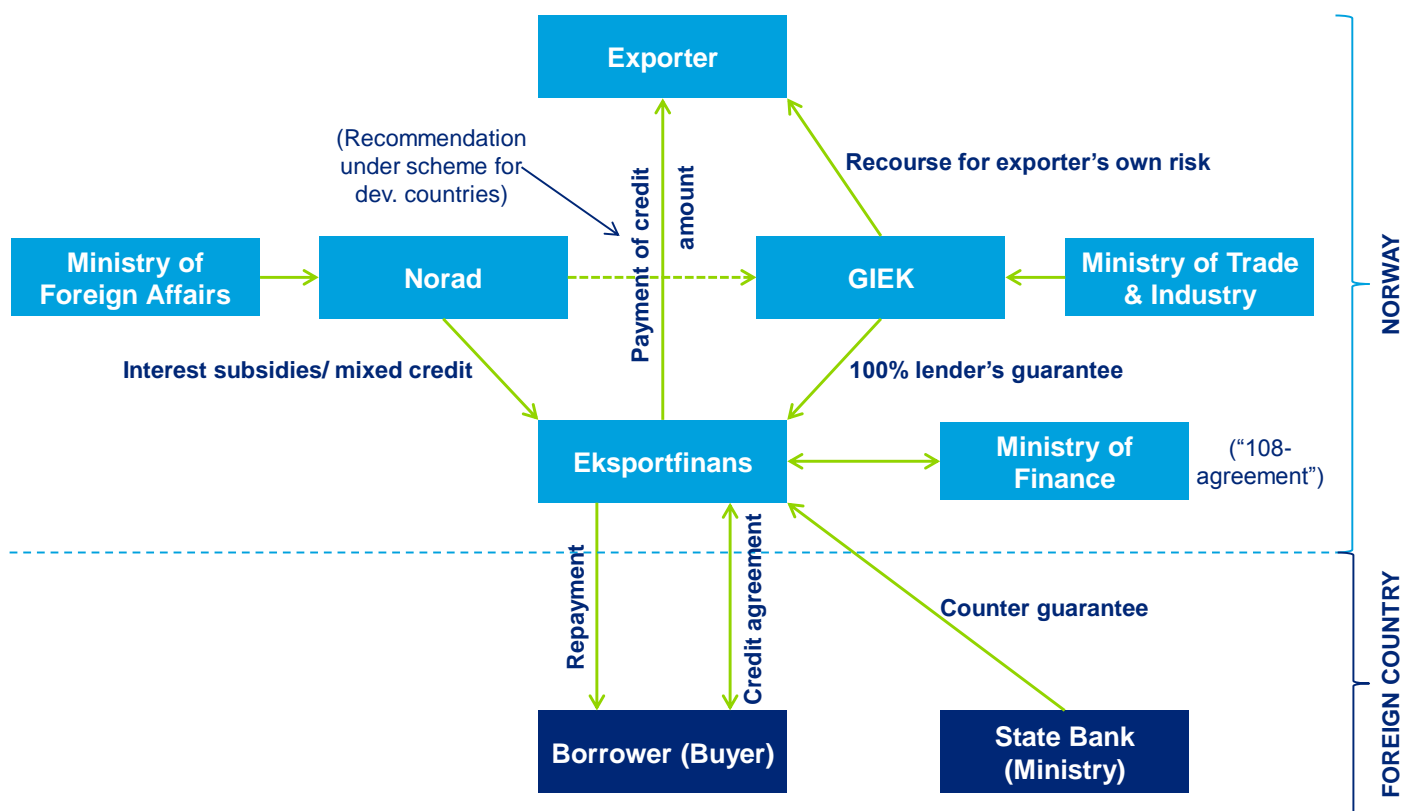 Exporter
(Recommendation
under scheme for
dev. countries)
Payment of credit
amount
Recourse for exporter’s own risk
Ministry of
Foreign Affairs
Norad
GIEK
Ministry of Trade
& Industry
NORWAY
Interest subsidies/ mixed credit
100% lender’s guarantee
Eksportfinans
Ministry of
Finance
(“108-
agreement”)
Repayment
Credit agreement
Counter guarantee
FOREIGN COUNTRY
Borrower (Buyer)
State Bank
(Ministry)